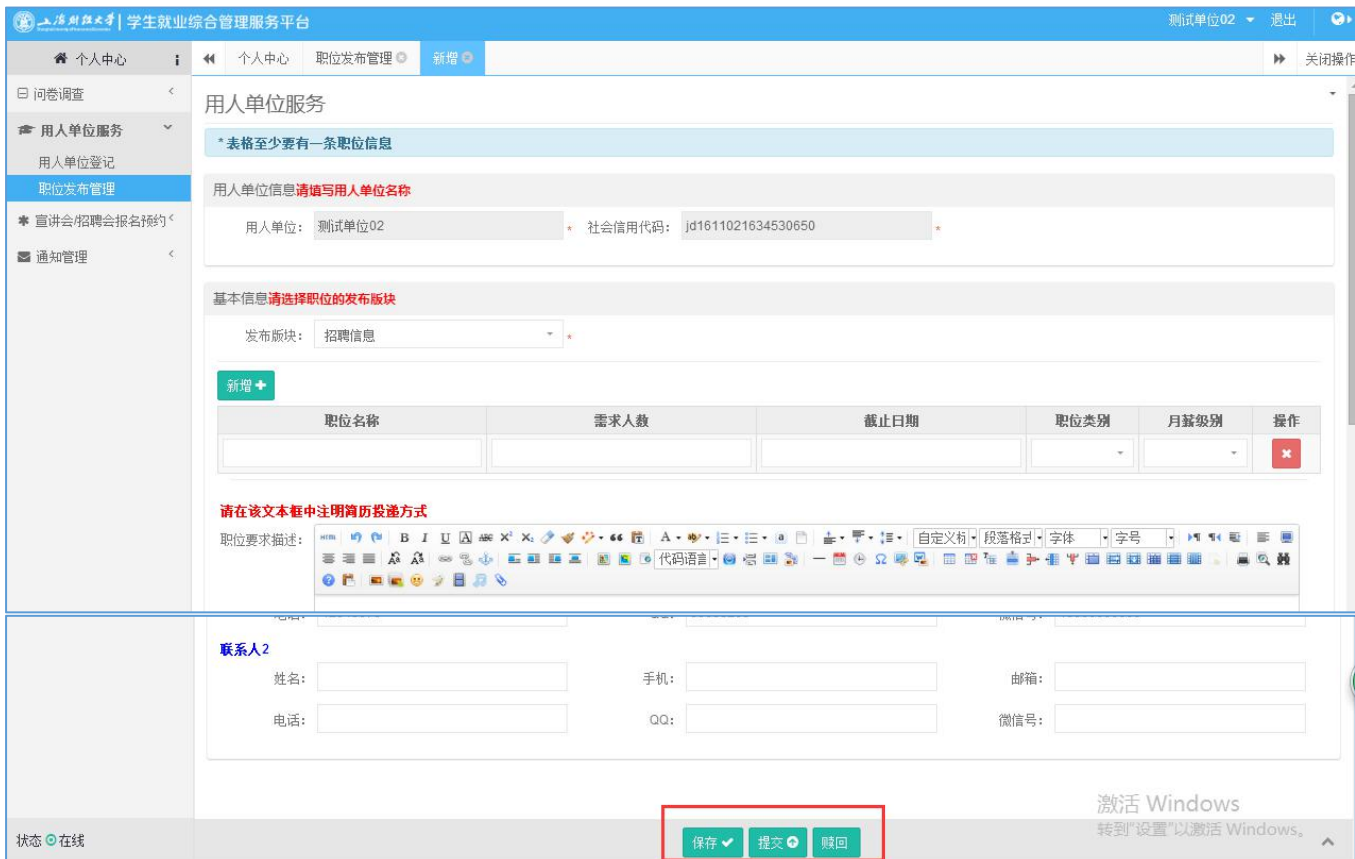 上海财经大学 | 学生就业综合管理服务平台
测试单位02 退出
个人中心
个人中心 职位发布管理 新增 关闭操作
问卷调查
用人单位服务
用人单位登记
职位发布管理
宣讲会/招聘会报名预约
通知管理
用人单位服务
*表格至少要有一条职位信息
用人单位信息请填写用人单位名称
用人单位: 测试单位02 * 社会信用代码: jd1611021634530650 *
基本信息请选择职位的发布版块
发布版块: 招聘信息 *
新增
职位名称 需求人数 截止日期 职位类别 月薪级别 操作
请在该文本框中注明简历投递方式
职位要求描述:
HTML B I U A ABC X² X₂ A
自定义标 段落格式 字体 字号
代码语言
联系人2
姓名: 手机: 邮箱:
电话: QQ: 微信号:
激活 Windows
转到"设置"以激活 Windows。
状态 在线
保存 提交 赎回